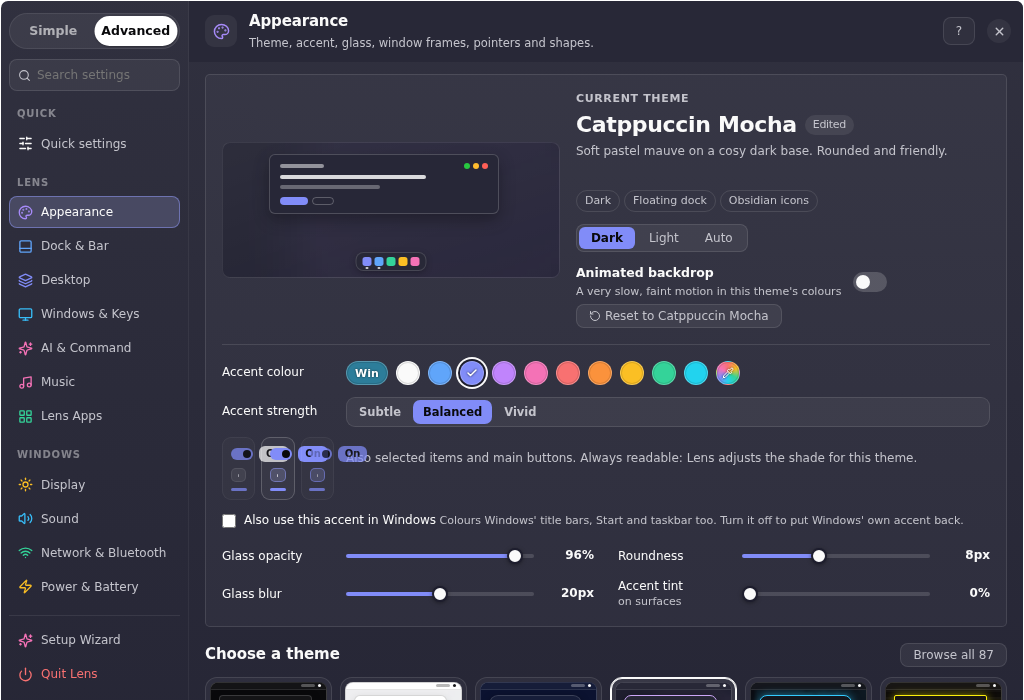 Simple
Advanced
Search settings
QUICK
Quick settings
LENS
Appearance
Dock & Bar
Desktop
Windows & Keys
AI & Command
Music
Lens Apps
WINDOWS
Display
Sound
Network & Bluetooth
Power & Battery
Setup Wizard
Quit Lens
Appearance
Theme, accent, glass, window frames, pointers and shapes.
?
CURRENT THEME
Catppuccin Mocha Edited
Soft pastel mauve on a cosy dark base. Rounded and friendly.
Dark Floating dock Obsidian icons
Dark Light Auto
Animated backdrop
A very slow, faint motion in this theme's colours
Reset to Catppuccin Mocha
Accent colour Win
Accent strength Subtle Balanced Vivid
On
Also selected items and main buttons. Always readable: Lens adjusts the shade for this theme.
Also use this accent in Windows Colours Windows' title bars, Start and taskbar too. Turn it off to put Windows' own accent back.
Glass opacity 96% Roundness 8px
Glass blur 20px Accent tint on surfaces 0%
Choose a theme Browse all 87